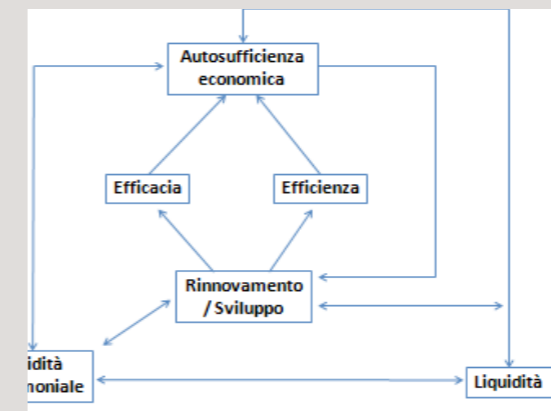 Autosufficienza
economica
Efficacia
Efficienza
Rinnovamento
/ Sviluppo
Liquidità